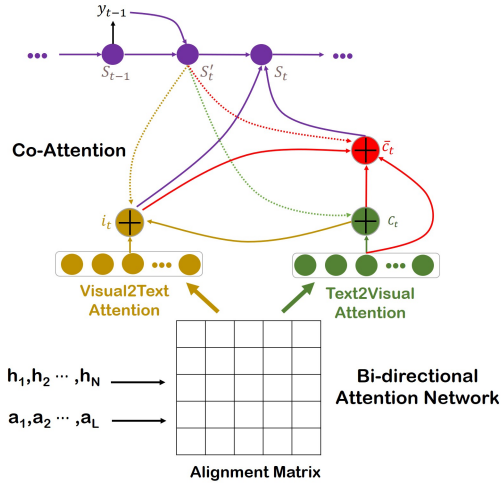 y_{t-1}
••• S_{t-1} S'_t S_t •••
Co-Attention
c̄_t
i_t
C_t
•••
•••
Visual2Text
Attention
Text2Visual
Attention
h_1,h_2 ··· ,h_N
a_1,a_2 ··· ,a_L
Bi-directional
Attention Network
Alignment Matrix